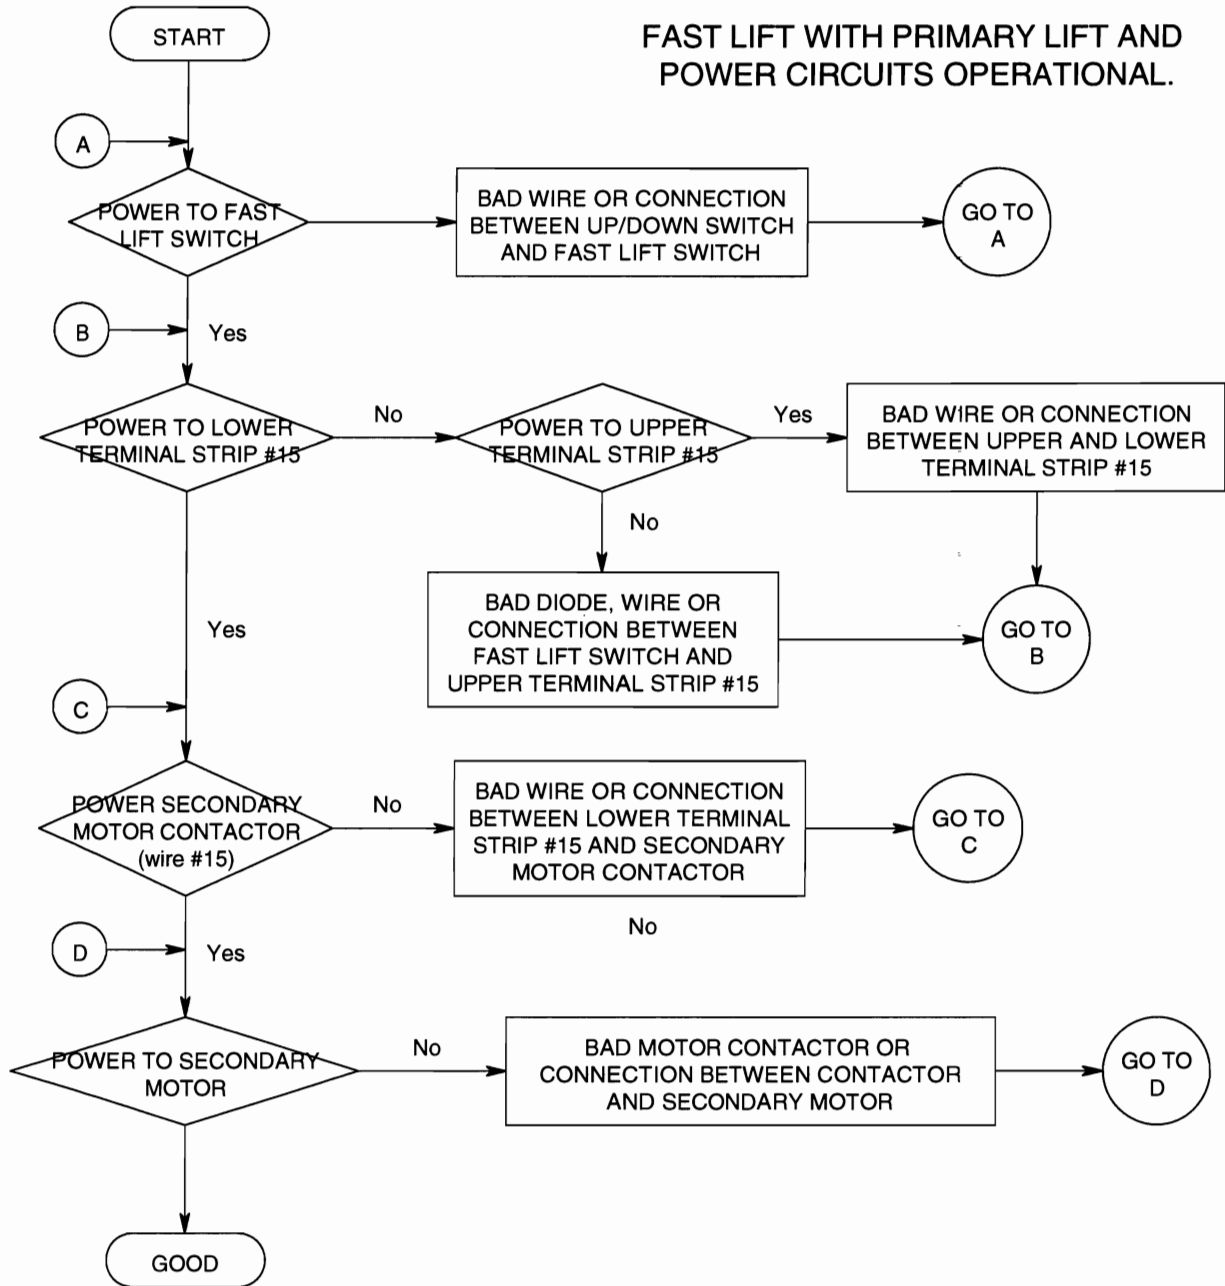 FAST LIFT WITH PRIMARY LIFT AND
POWER CIRCUITS OPERATIONAL.
START
A
POWER TO FAST
LIFT SWITCH
BAD WIRE OR CONNECTION
BETWEEN UP/DOWN SWITCH
AND FAST LIFT SWITCH
GO TO
A
B
Yes
POWER TO LOWER
TERMINAL STRIP #15
No
POWER TO UPPER
TERMINAL STRIP #15
Yes
BAD WIRE OR CONNECTION
BETWEEN UPPER AND LOWER
TERMINAL STRIP #15
No
Yes
BAD DIODE, WIRE OR
CONNECTION BETWEEN
FAST LIFT SWITCH AND
UPPER TERMINAL STRIP #15
GO TO
B
C
POWER SECONDARY
MOTOR CONTACTOR
(wire #15)
No
BAD WIRE OR CONNECTION
BETWEEN LOWER TERMINAL
STRIP #15 AND SECONDARY
MOTOR CONTACTOR
GO TO
C
No
D
Yes
POWER TO SECONDARY
MOTOR
No
BAD MOTOR CONTACTOR OR
CONNECTION BETWEEN CONTACTOR
AND SECONDARY MOTOR
GO TO
D
GOOD